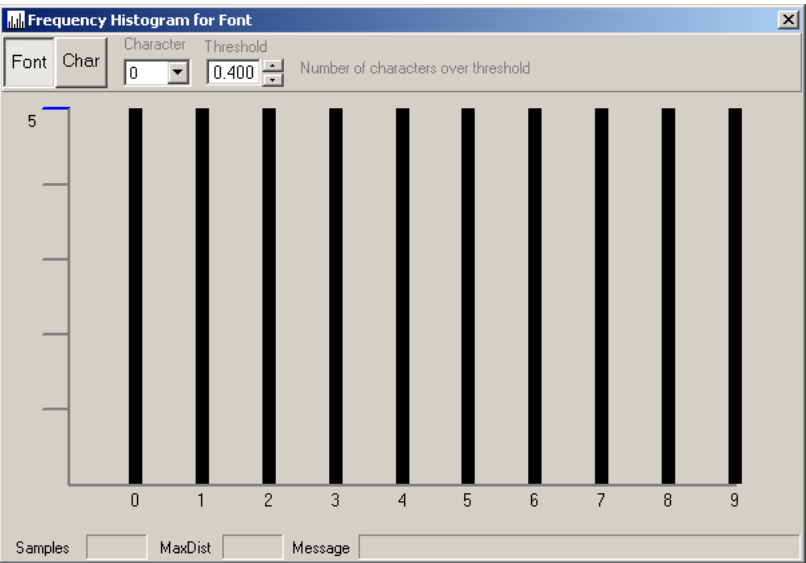 Frequency Histogram for Font
Font Char Character Threshold
0 0.400 Number of characters over threshold
5
0 1 2 3 4 5 6 7 8 9
Samples MaxDist Message